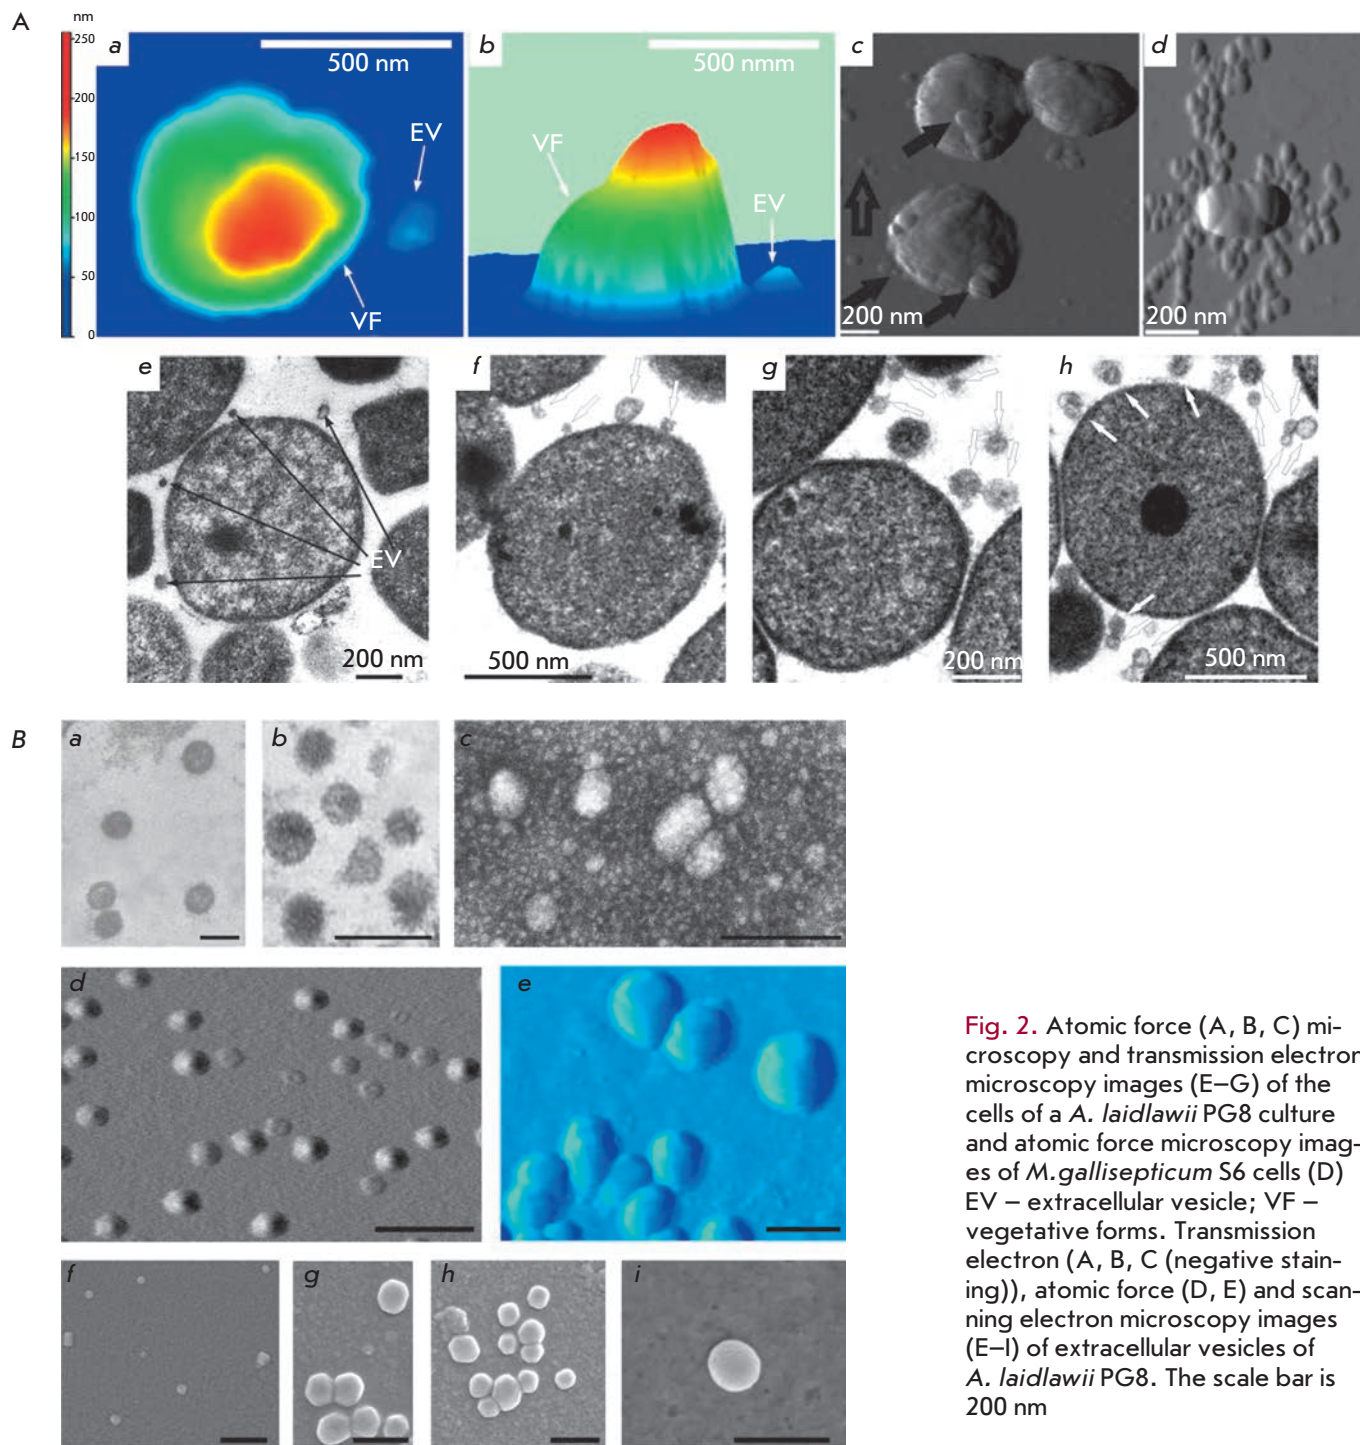 A
nm
250
200
150
100
50
0
a
500 nm
EV
VF
b
500 nmm
VF
EV
c
200 nm
d
200 nm
e
EV
200 nm
f
500 nm
g
200 nm
h
500 nm
B
a
b
c
d
e
f
g
h
i
Fig. 2. Atomic force (A, B, C) mi-
croscopy and transmission electron
microscopy images (E–G) of the
cells of a A. laidlawii PG8 culture
and atomic force microscopy imag-
es of M.gallisepticum S6 cells (D)
EV – extracellular vesicle; VF –
vegetative forms. Transmission
electron (A, B, C (negative stain-
ing)), atomic force (D, E) and scan-
ning electron microscopy images
(E–I) of extracellular vesicles of
A. laidlawii PG8. The scale bar is
200 nm